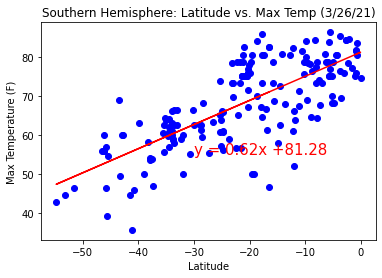 Southern Hemisphere: Latitude vs. Max Temp (3/26/21)
Max Temperature (F)
80
70
60
50
40
y = 0.62x +81.28
−50
−40
−30
−20
−10
0
Latitude